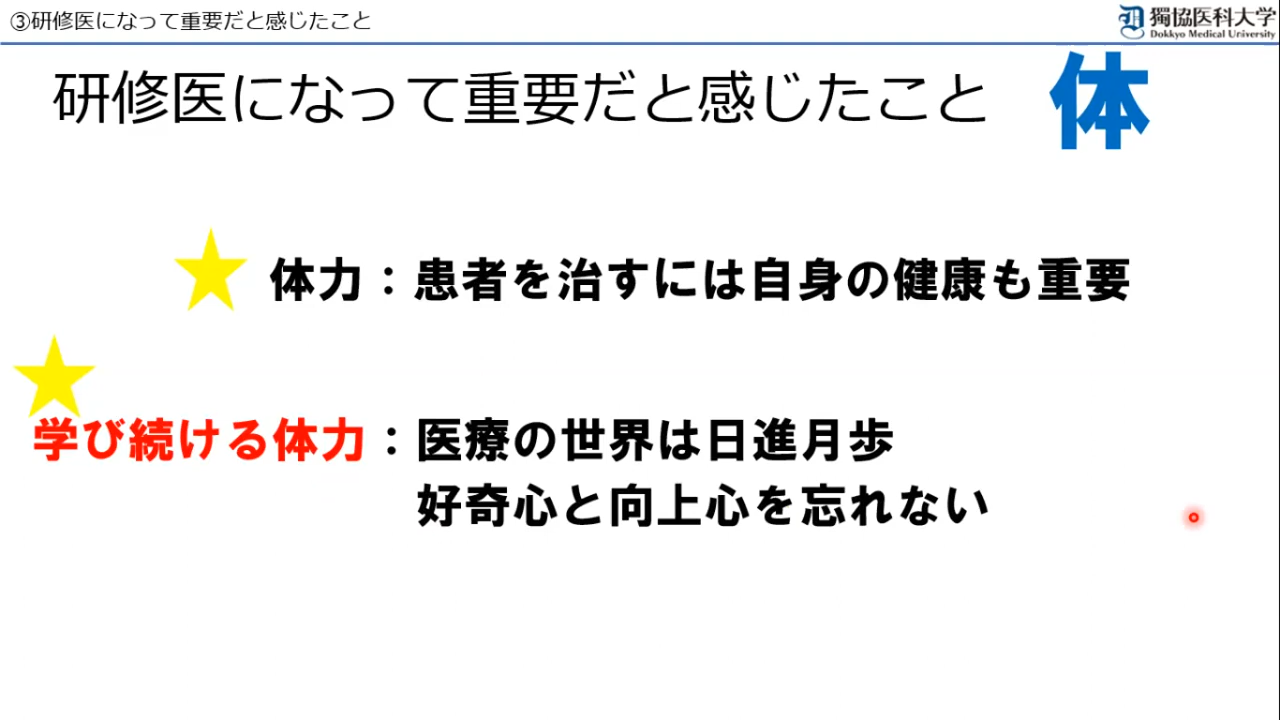 ③研修医になって重要だと感じたこと
獨協医科大学
Dokkyo Medical University
研修医になって重要だと感じたこと 体
体力：患者を治すには自身の健康も重要
学び続ける体力：医療の世界は日進月歩
好奇心と向上心を忘れない